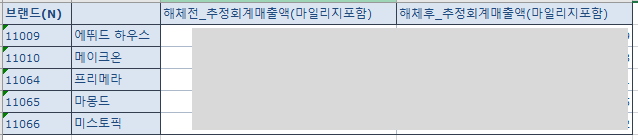 브랜드(N) 해체전_추정회계매출액(마일리지포함) 해체후_추정회계매출액(마일리지포함)
11009 에뛰드 하우스
11010 메이크온
11064 프리메라
11065 마몽드
11066 미스토픽